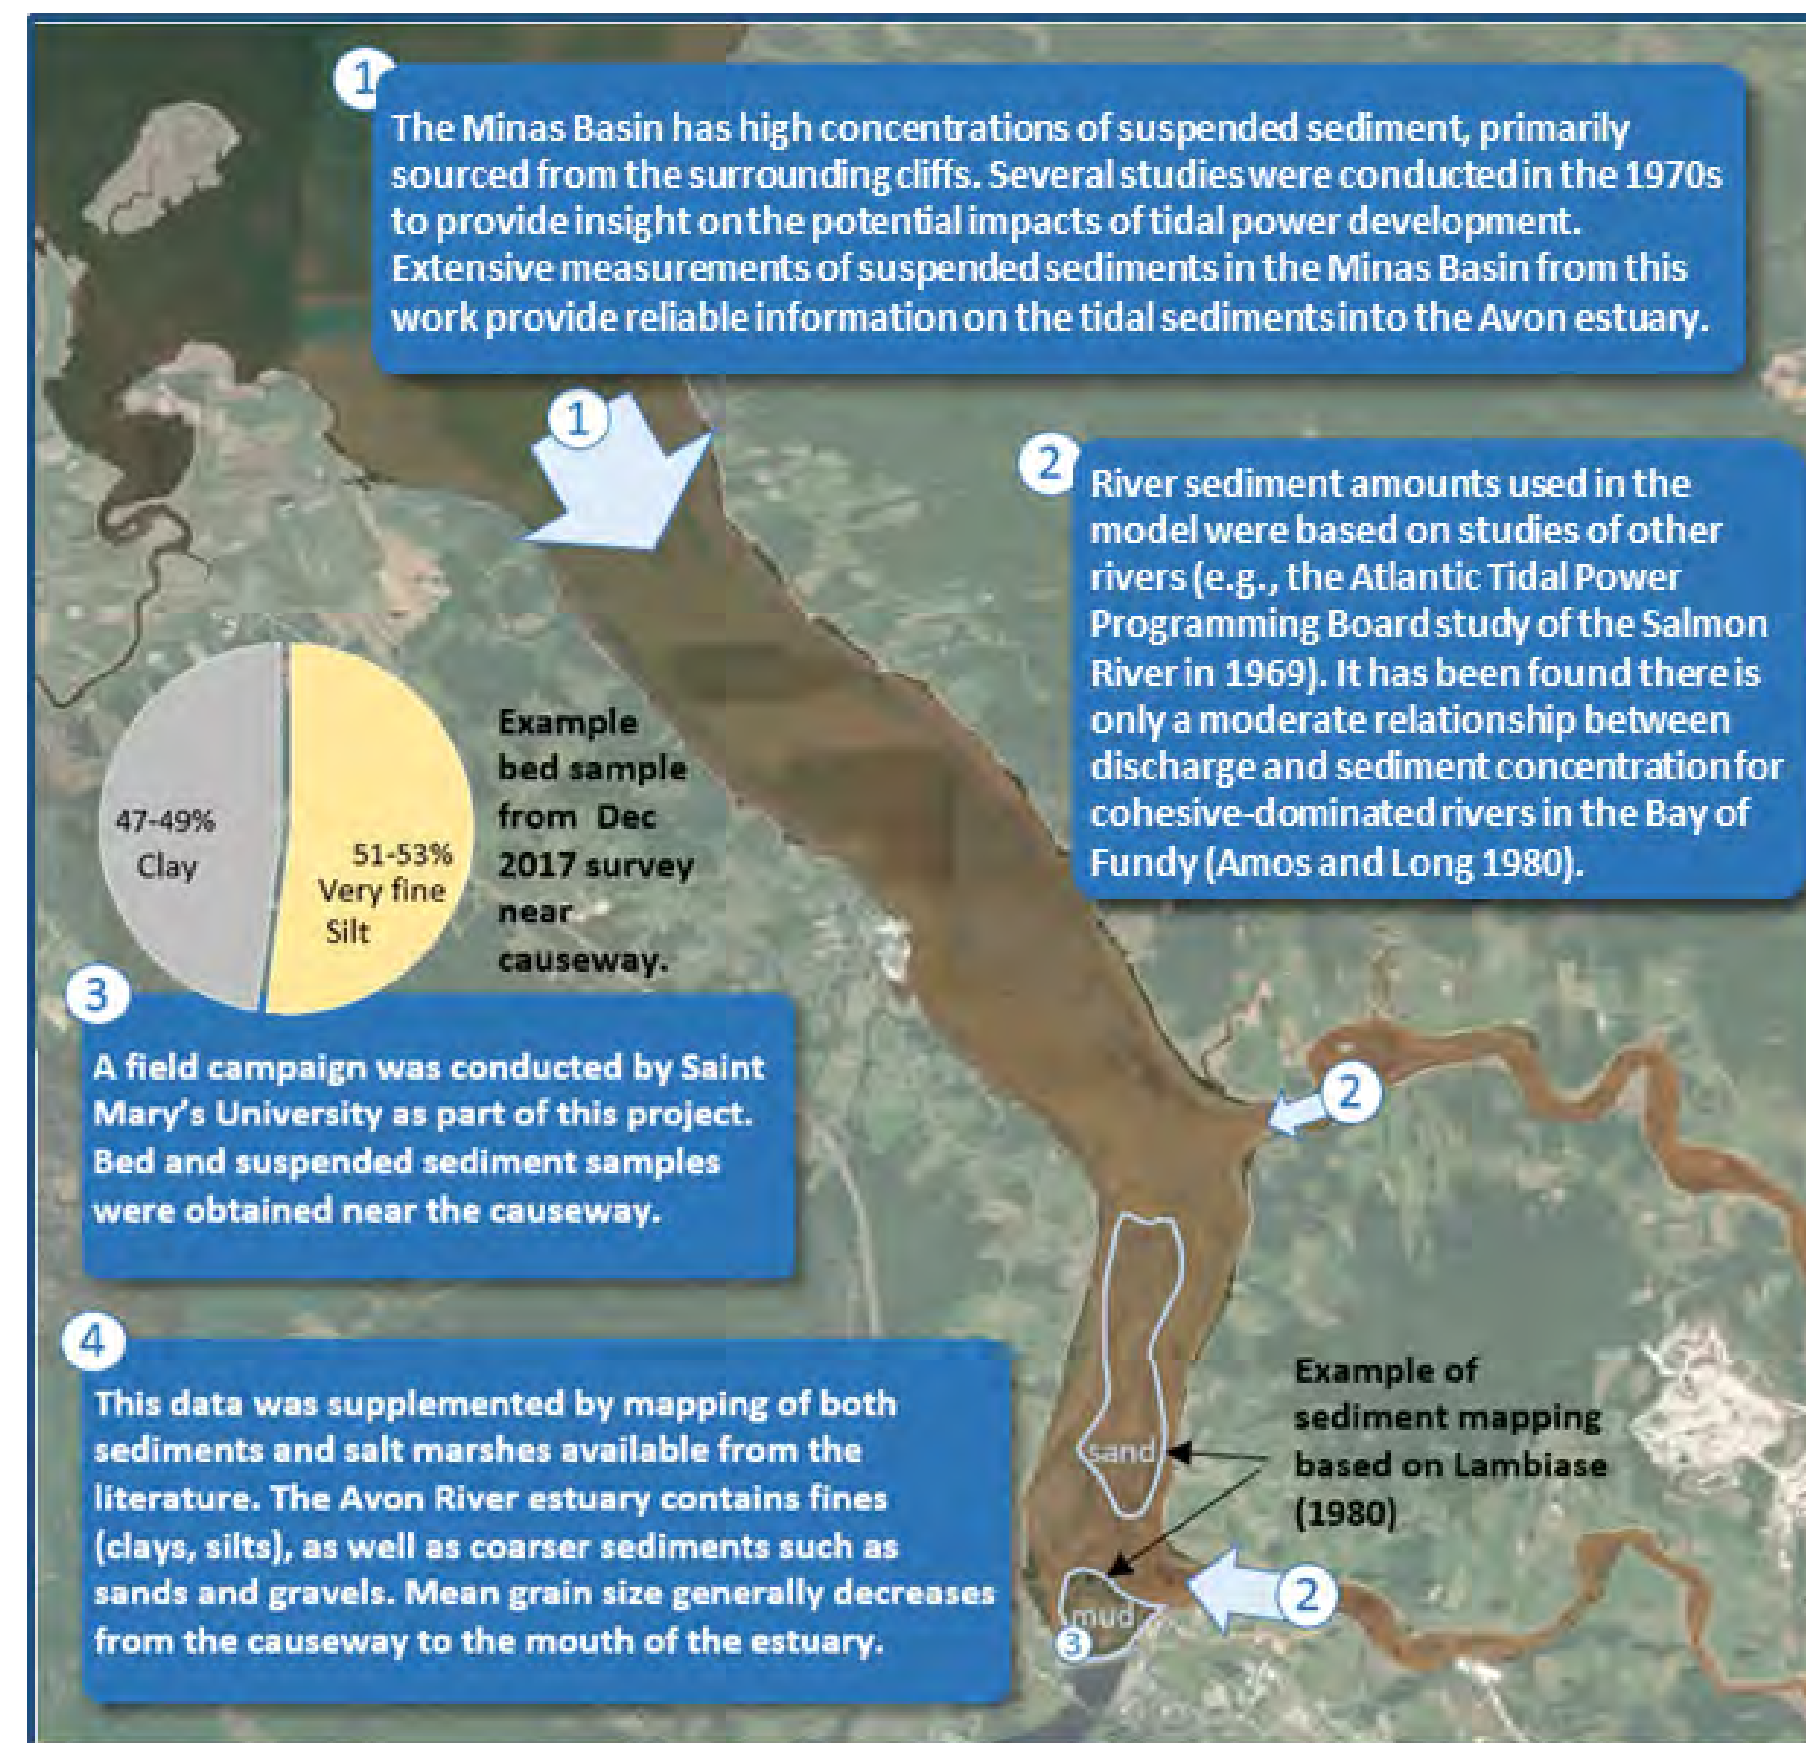 1
The Minas Basin has high concentrations of suspended sediment, primarily
sourced from the surrounding cliffs. Several studies were conducted in the 1970s
to provide insight on the potential impacts of tidal power development.
Extensive measurements of suspended sediments in the Minas Basin from this
work provide reliable information on the tidal sediments into the Avon estuary.
1
2
River sediment amounts used in the
model were based on studies of other
rivers (e.g., the Atlantic Tidal Power
Programming Board study of the Salmon
River in 1969). It has been found there is
only a moderate relationship between
discharge and sediment concentration for
cohesive-dominated rivers in the Bay of
Fundy (Amos and Long 1980).
47-49%
Clay
51-53%
Very fine
Silt
Example
bed sample
from Dec
2017 survey
near
causeway.
3
A field campaign was conducted by Saint
Mary's University as part of this project.
Bed and suspended sediment samples
were obtained near the causeway.
2
4
This data was supplemented by mapping of both
sediments and salt marshes available from the
literature. The Avon River estuary contains fines
(clays, silts), as well as coarser sediments such as
sands and gravels. Mean grain size generally decreases
from the causeway to the mouth of the estuary.
sand
Example of
sediment mapping
based on Lambiase
(1980)
2
mud
3